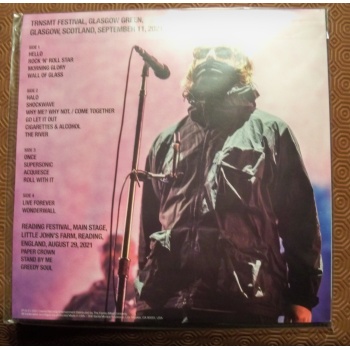 TRNSMT FESTIVAL, GLASGOW GREEN,
GLASGOW, SCOTLAND, SEPTEMBER 11, 2021
SIDE 1
HELLO
ROCK 'N' ROLL STAR
MORNING GLORY
WALL OF GLASS
SIDE 2
HALO
SHOCKWAVE
WHY ME? WHY NOT. / COME TOGETHER
GO LET IT OUT
CIGARETTES & ALCOHOL
THE RIVER
SIDE 3
ONCE
SUPERSONIC
ACQUIESCE
ROLL WITH IT
SIDE 4
LIVE FOREVER
WONDERWALL
READING FESTIVAL, MAIN STAGE,
LITTLE JOHN'S FARM, READING,
ENGLAND, AUGUST 29, 2021
PAPER CROWN
STAND BY ME
GREEDY SOUL